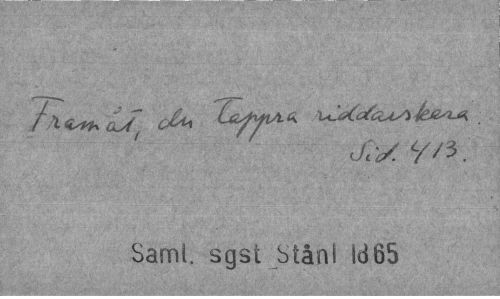 Framåt, du tappra riddarskara.
Sid. 413.
Saml. sgst Stånl 1865